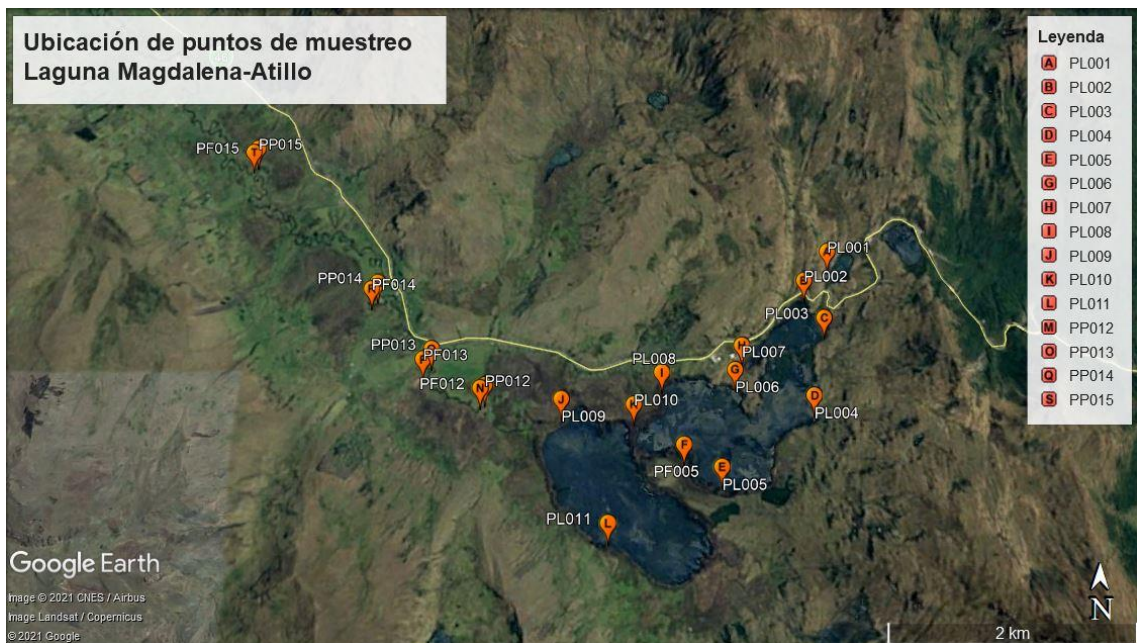 Ubicación de puntos de muestreo
Laguna Magdalena-Atillo
Leyenda
A PL001
B PL002
C PL003
D PL004
E PL005
G PL006
H PL007
I PL008
J PL009
K PL010
L PL011
M PP012
O PP013
Q PP014
S PP015
PF015
T
PP015
PL001
B
PL002
PP014
PF014
PL003
C
PP013
PF013
PL008
H
PL007
I
G
PL006
PF012
N
PP012
J
PL009
PL010
D
PL004
F
PF005
E
PL005
PL011
L
Google Earth
Image © 2021 CNES / Airbus
Image Landsat / Copernicus
© 2021 Google
N
2 km